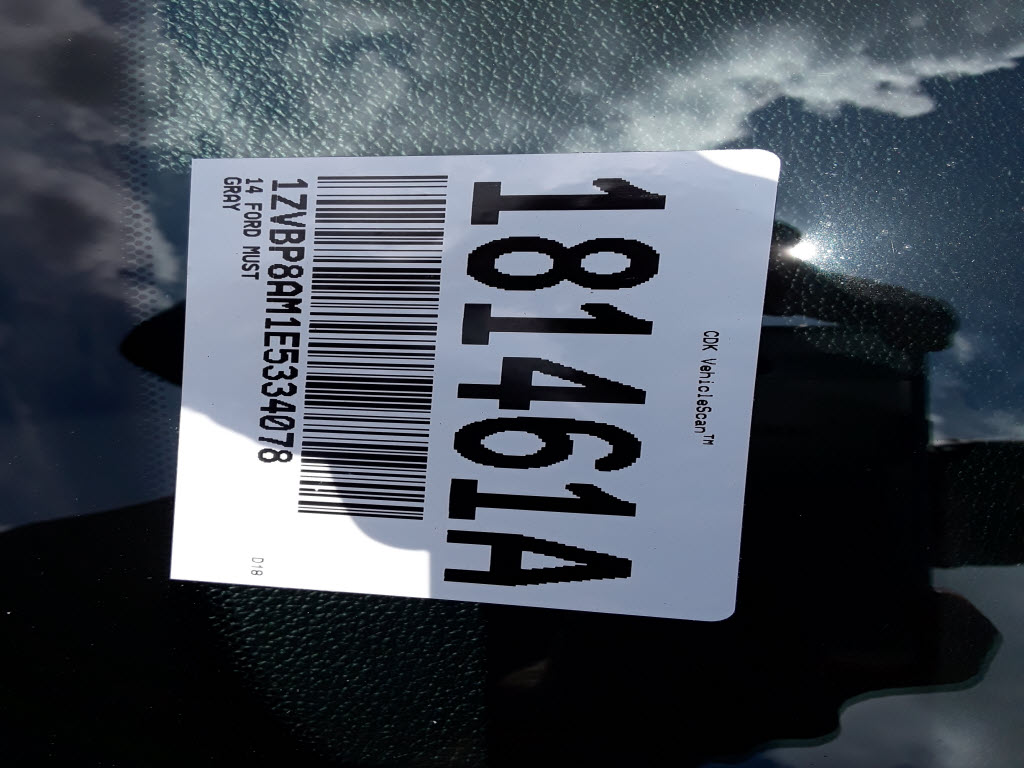 CDK VehicleScan™
181461A
1ZVBP8AM1E5334078
14 FORD MUST
GRAY
D18